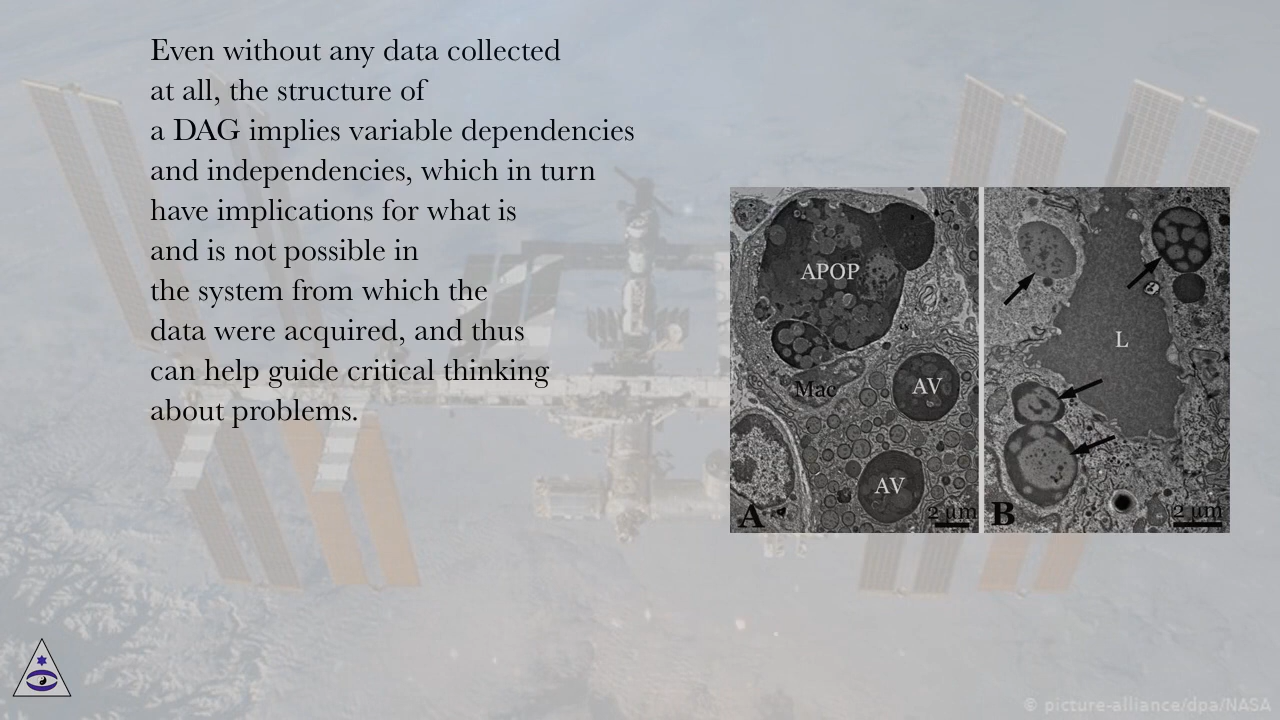 Even without any data collected
at all, the structure of
a DAG implies variable dependencies
and independencies, which in turn
have implications for what is
and is not possible in
the system from which the
data were acquired, and thus
can help guide critical thinking
about problems.
APOP
Mac
AV
AV
A
2 µm
L
B
2 µm
© picture-alliance/dpa/NASA